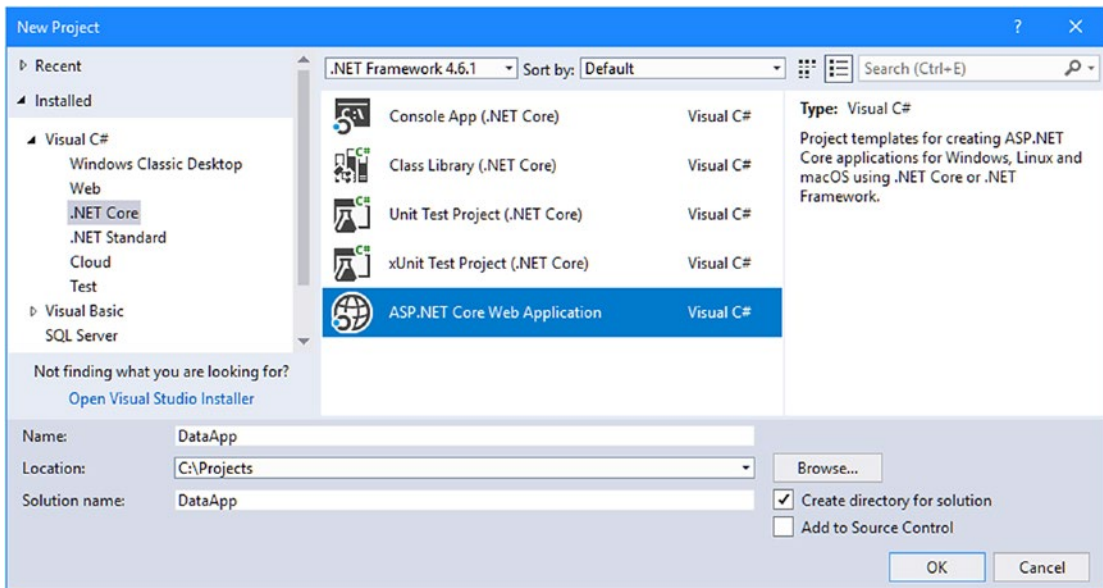 New Project
?
Recent
Installed
Visual C#
Windows Classic Desktop
Web
.NET Core
.NET Standard
Cloud
Test
Visual Basic
SQL Server
Not finding what you are looking for?
Open Visual Studio Installer
.NET Framework 4.6.1 Sort by: Default
Search (Ctrl+E)
Console App (.NET Core) Visual C#
Class Library (.NET Core) Visual C#
Unit Test Project (.NET Core) Visual C#
xUnit Test Project (.NET Core) Visual C#
ASP.NET Core Web Application Visual C#
Type: Visual C#
Project templates for creating ASP.NET
Core applications for Windows, Linux and
macOS using .NET Core or .NET
Framework.
Name: DataApp
Location: C:\Projects Browse...
Solution name: DataApp
Create directory for solution
Add to Source Control
OK Cancel